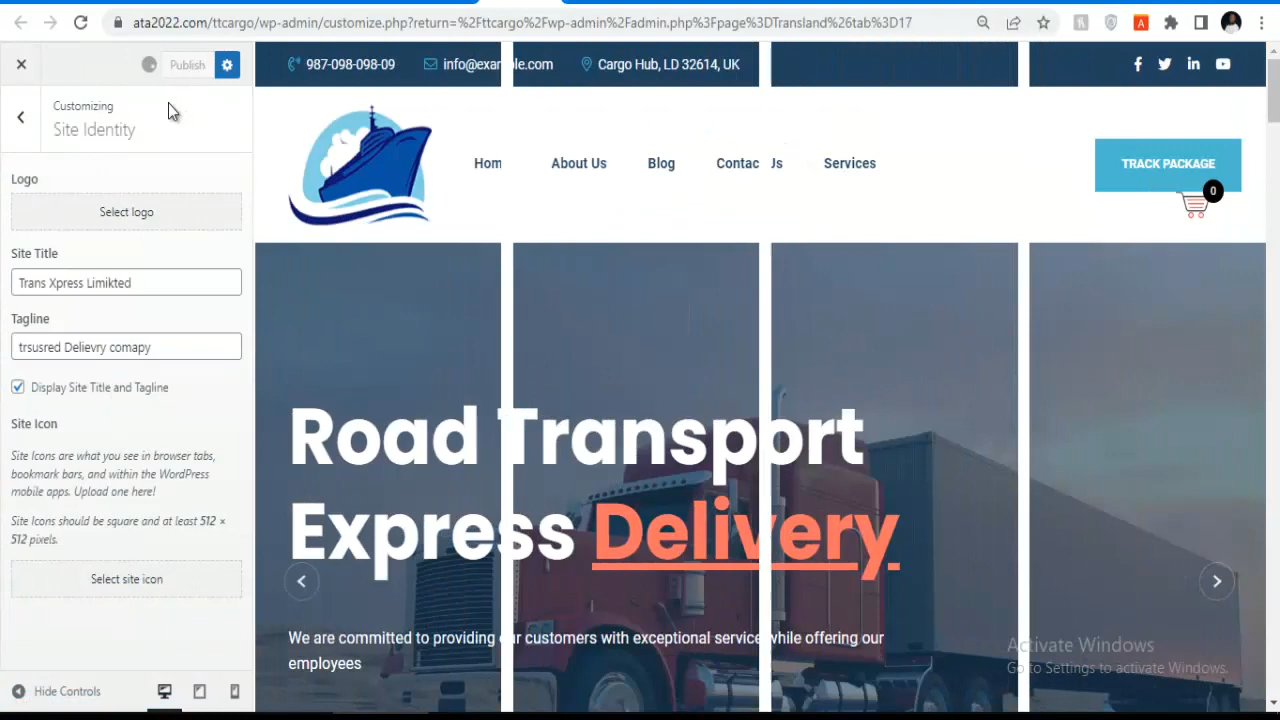 ata2022.com/ttcargo/wp-admin/customize.php?return=%2Fttcargo%2Fwp-admin%2Fadmin.php%3Fpage%3DTransland%26tab%3D17
Publish
Customizing
Site Identity
Logo
Select logo
Site Title
Trans Xpress Limikted
Tagline
trsusred Delievry comapy
Display Site Title and Tagline
Site Icon
Site Icons are what you see in browser tabs,
bookmark bars, and within the WordPress
mobile apps. Upload one here!
Site Icons should be square and at least 512 ×
512 pixels.
Select site icon
Hide Controls
987-098-098-09 info@example.com Cargo Hub, LD 32614, UK
Hom About Us Blog Contac Us Services
TRACK PACKAGE
0
Road Transport
Express Delivery
We are committed to providing our customers with exceptional service while offering our
employees
Activate Windows
Go to Settings to activate Windows.